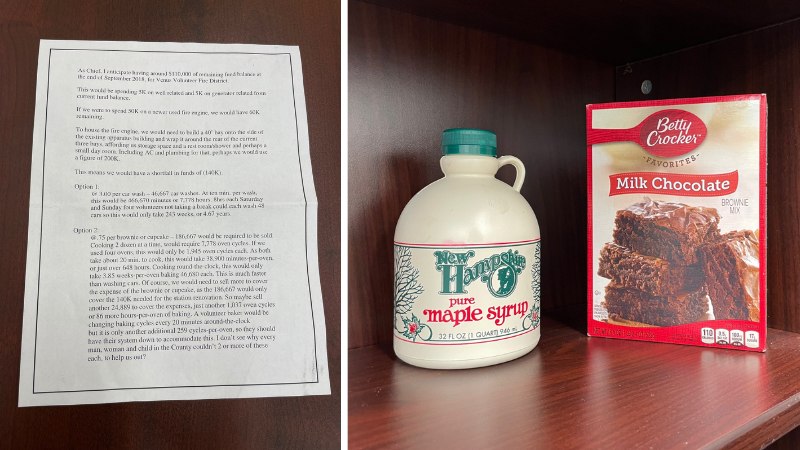 As Chief, I anticipate having around $110,000 of remaining fund balance at
the end of September 2018, for Venus Volunteer Fire District.
This would be spending 5K on well related and 5K on generator related from
current fund balance.
If we were to spend 50K on a newer used fire engine, we would have 60K
remaining.
To house the fire engine, we would need to build a 40' bay onto the side of
the existing apparatus building and wrap it around the rear of the current
three bays, affording us storage space and a rest room/shower and perhaps a
small day room. Including AC and plumbing for that, perhaps we would use
a figure of 200K.
This means we would have a shortfall in funds of (140K).
Option 1:
@ 3.00 per car wash – 46,667 car washes. At ten min. per wash,
this would be 466,670 minutes or 7,778 hours. 8hrs each Saturday
and Sunday four volunteers not taking a break could each wash 48
cars so this would only take 243 weeks, or 4.67 years.
Option 2:
@.75 per brownie or cupcake – 186,667 would be required to be sold.
Cooking 2 dozen at a time, would require 7,778 oven cycles. If we
used four ovens; this would only be 1,945 oven cycles each. As both
take about 20 min. to cook, this would take 38,900 minutes-per-oven,
or just over 648 hours. Cooking round-the-clock, this would only
take 3.85 weeks-per-oven baking 46,680 each. This is much faster
than washing cars. Of course, we would need to sell more to cover
the expense of the brownie or cupcake, as the 186,667 would only
cover the 140K needed for the station renovation. So maybe sell
another 24,889 to cover the expenses, just another 1,037 oven cycles
or 86 more hours-per-oven of baking. A volunteer baker would be
changing baking cycles every 20 minutes around-the-clock
but it is only another additional 259 cycles-per-oven, so they should
have their system down to accommodate this. I don't see why every
man, woman and child in the County couldn't 2 or more of these
each, to help us out?
New
Hampshire
pure
maple syrup
32 FL OZ (1 QUART) 946 mL
Betty
Crocker
FAVORITES
Milk Chocolate
BROWNIE
MIX
110